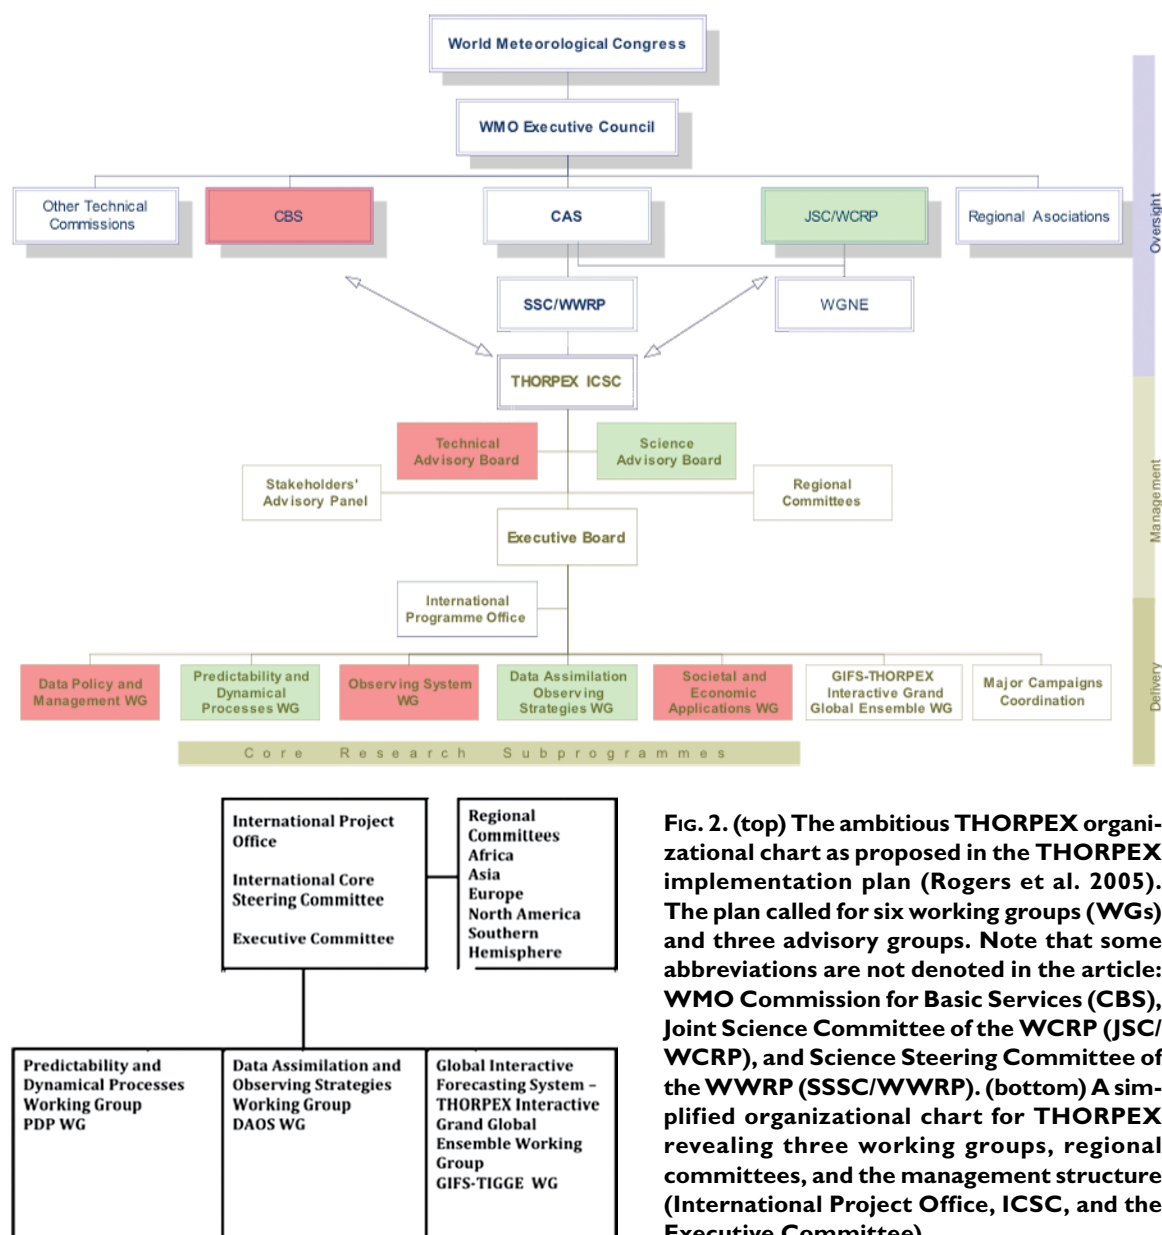 World Meteorological Congress
WMO Executive Council
Oversight
Other Technical
Commissions
CBS
CAS
JSC/WCRP
Regional Asociations
SSC/WWRP
WGNE
THORPEX ICSC
Management
Technical
Advisory Board
Science
Advisory Board
Stakeholders'
Advisory Panel
Regional
Committees
Executive Board
International
Programme Office
Delivery
Data Policy and
Management WG
Predictability and
Dynamical
Processes WG
Observing System
WG
Data Assimilation
Observing
Strategies WG
Societal and
Economic
Applications WG
GIFS-THORPEX
Interactive Grand
Global Ensemble WG
Major Campaigns
Coordination
Core Research Subprogrammes
International Project
Office
International Core
Steering Committee
Executive Committee
Regional
Committees
Africa
Asia
Europe
North America
Southern
Hemisphere
Predictability and
Dynamical Processes
Working Group
PDP WG
Data Assimilation and
Observing Strategies
Working Group
DAOS WG
Global Interactive
Forecasting System –
THORPEX Interactive
Grand Global
Ensemble Working
Group
GIFS-TIGGE WG
FIG. 2. (top) The ambitious THORPEX organi-
zational chart as proposed in the THORPEX
implementation plan (Rogers et al. 2005).
The plan called for six working groups (WGs)
and three advisory groups. Note that some
abbreviations are not denoted in the article:
WMO Commission for Basic Services (CBS),
Joint Science Committee of the WCRP (JSC/
WCRP), and Science Steering Committee of
the WWRP (SSSC/WWRP). (bottom) A sim-
plified organizational chart for THORPEX
revealing three working groups, regional
committees, and the management structure
(International Project Office, ICSC, and the
Executive Committee)